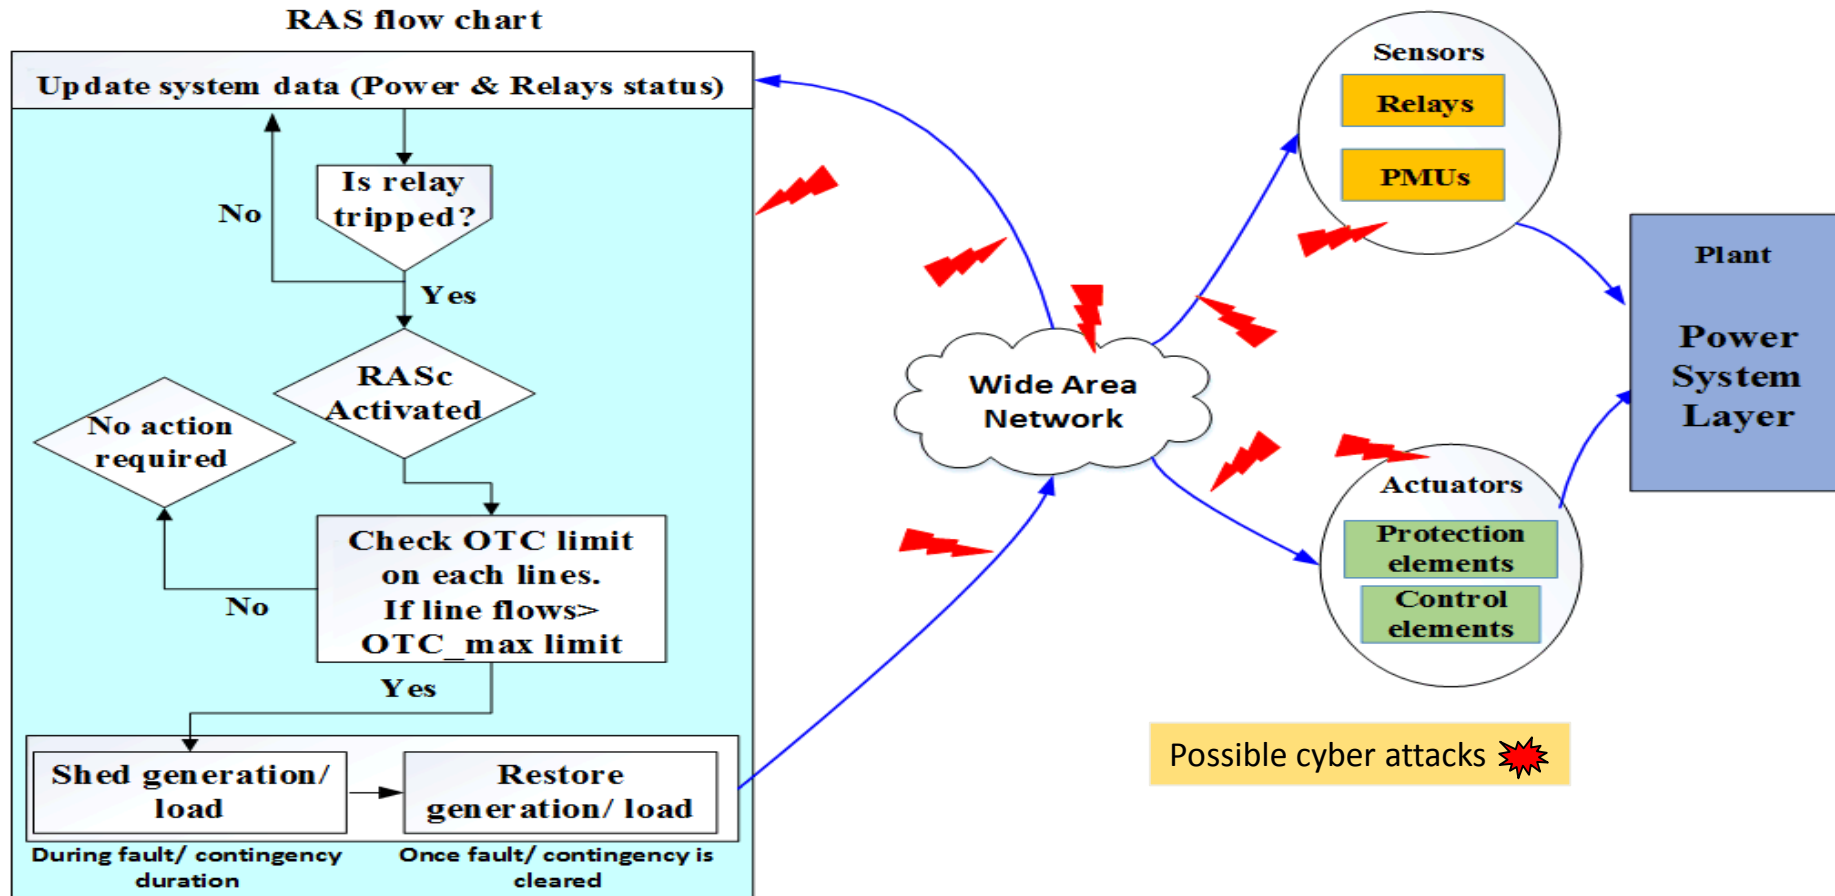 RAS flow chart
Update system data (Power & Relays status)
Is relay
tripped?
No
Yes
RASc
Activated
No action
required
Check OTC limit
on each lines.
If line flows>
OTC_max limit
No
Yes
Shed generation/
load
Restore
generation/ load
During fault/ contingency
duration
Once fault/ contingency is
cleared
Wide Area
Network
Sensors
Relays
PMUs
Actuators
Protection
elements
Control
elements
Plant
Power
System
Layer
Possible cyber attacks